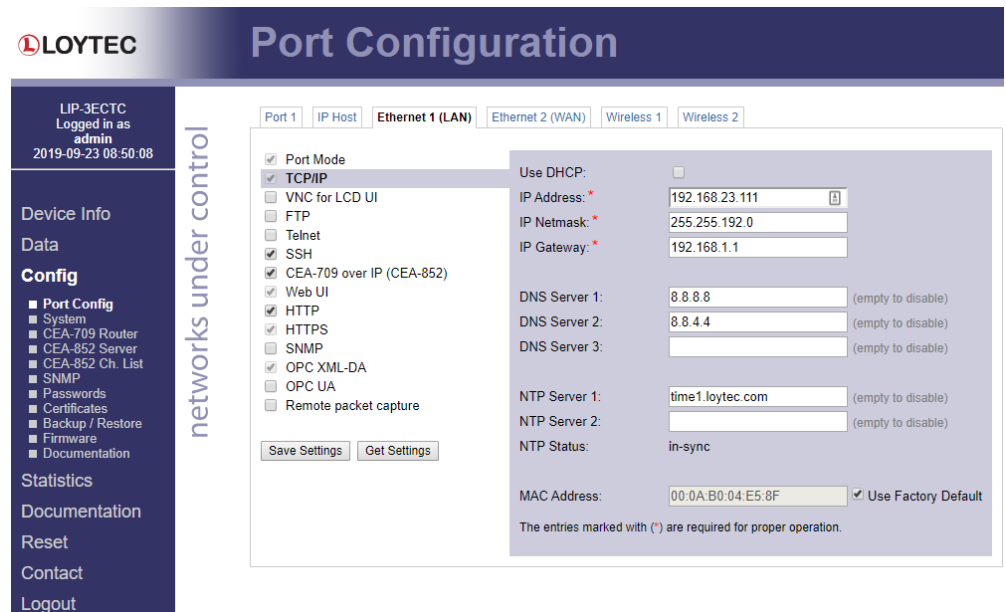 LOYTEC
Port Configuration
LIP-3ECTC
Logged in as
admin
2019-09-23 08:50:08
Device Info
Data
Config
Port Config
System
CEA-709 Router
CEA-852 Server
CEA-852 Ch. List
SNMP
Passwords
Certificates
Backup / Restore
Firmware
Documentation
Statistics
Documentation
Reset
Contact
Logout
networks under control
Port 1 IP Host Ethernet 1 (LAN) Ethernet 2 (WAN) Wireless 1 Wireless 2
Port Mode
TCP/IP
VNC for LCD UI
FTP
Telnet
SSH
CEA-709 over IP (CEA-852)
Web UI
HTTP
HTTPS
SNMP
OPC XML-DA
OPC UA
Remote packet capture
Save Settings Get Settings
Use DHCP:
IP Address: * 192.168.23.111
IP Netmask: * 255.255.192.0
IP Gateway: * 192.168.1.1
DNS Server 1: 8.8.8.8 (empty to disable)
DNS Server 2: 8.8.4.4 (empty to disable)
DNS Server 3: (empty to disable)
NTP Server 1: time1.loytec.com (empty to disable)
NTP Server 2: (empty to disable)
NTP Status: in-sync
MAC Address: 00:0A:B0:04:E5:8F Use Factory Default
The entries marked with (*) are required for proper operation.